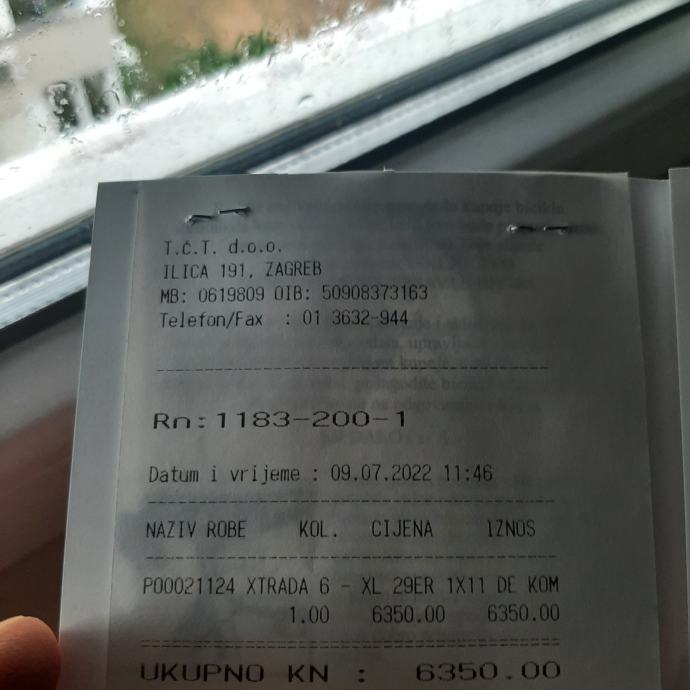 T.Č.T. d.o.o.
ILICA 191, ZAGREB
MB: 0619809 OIB: 50908373163
Telefon/Fax : 01 3632-944
Rn:1183-200-1
Datum i vrijeme : 09.07.2022 11:46
NAZIV ROBE KOL. CIJENA IZNOS
P00021124 XTRADA 6 - XL 29ER 1X11 DE KOM
1.00 6350.00 6350.00
UKUPNO KN : 6350.00